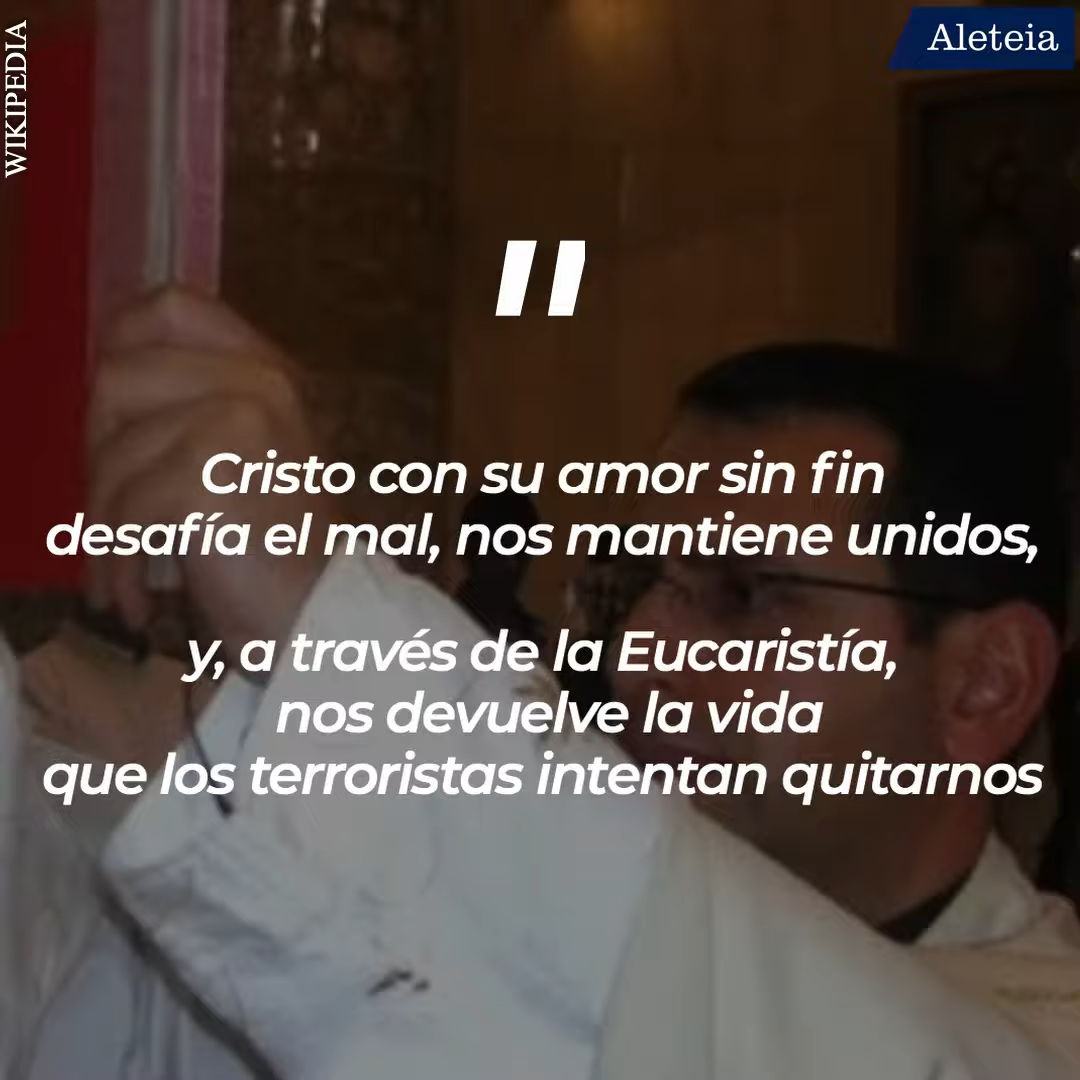 WIKIPEDIA
Aleteia
"
Cristo con su amor sin fin
desafía el mal, nos mantiene unidos,
y, a través de la Eucaristía,
nos devuelve la vida
que los terroristas intentan quitarnos